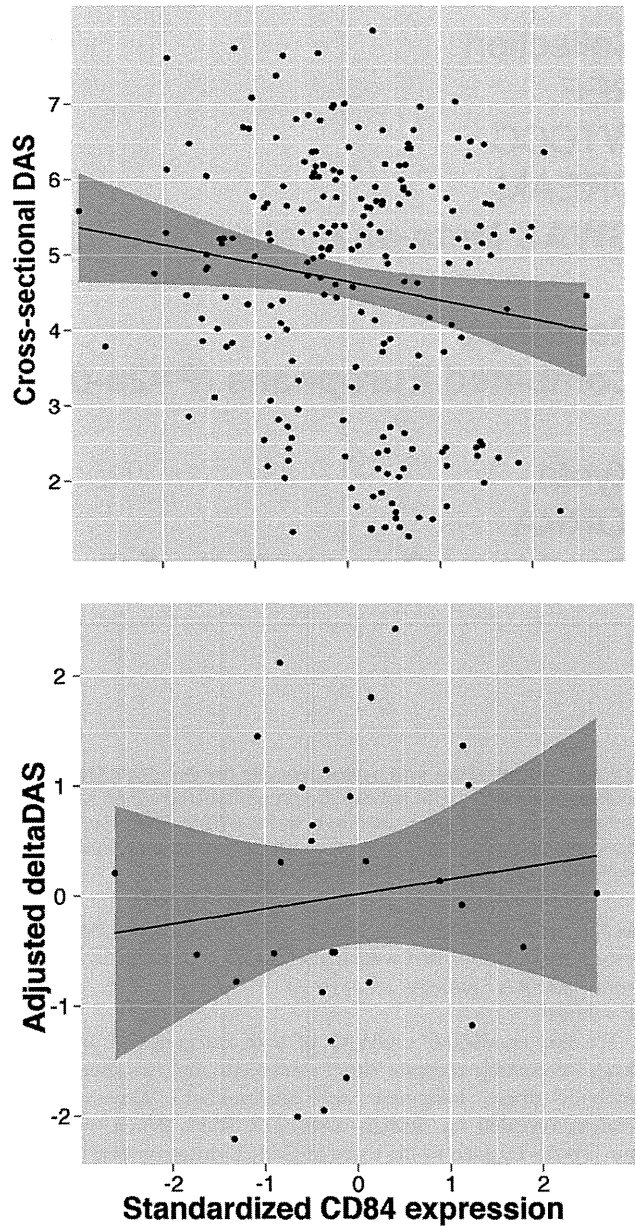 Cross-sectional DAS
7
6
5
4
3
2
Adjusted deltaDAS
2
1
0
-1
-2
-2 -1 0 1 2
Standardized CD84 expression